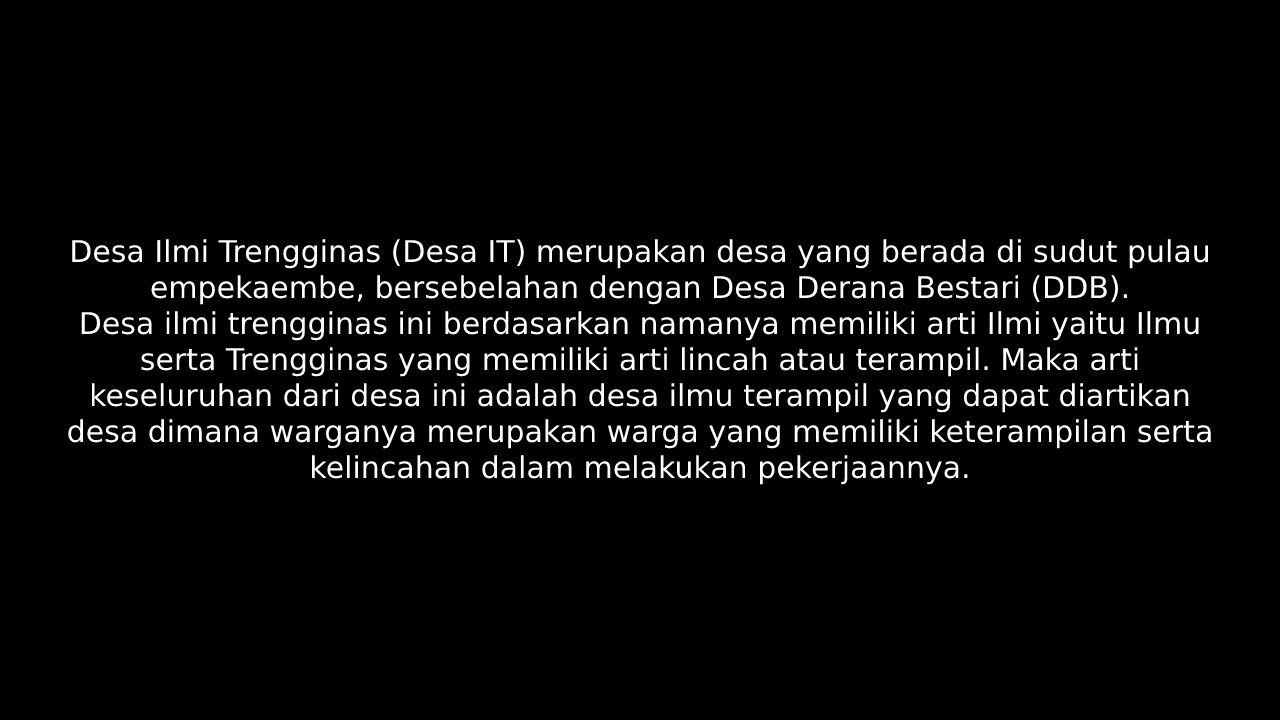 Desa Ilmi Trengginas (Desa IT) merupakan desa yang berada di sudut pulau
empekaembe, bersebelahan dengan Desa Derana Bestari (DDB).
Desa ilmi trengginas ini berdasarkan namanya memiliki arti Ilmi yaitu Ilmu
serta Trengginas yang memiliki arti lincah atau terampil. Maka arti
keseluruhan dari desa ini adalah desa ilmu terampil yang dapat diartikan
desa dimana warganya merupakan warga yang memiliki keterampilan serta
kelincahan dalam melakukan pekerjaannya.